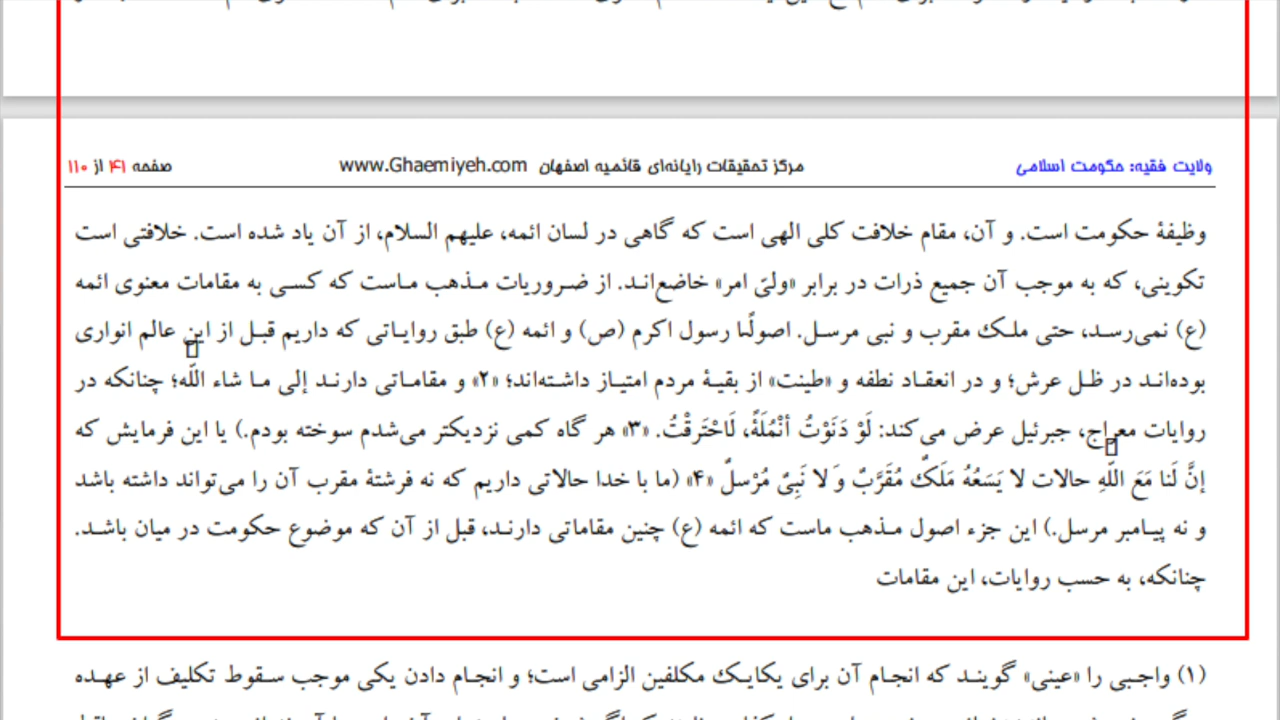 ولایت فقیه: حکومت اسلامی مرکز تحقیقات رایانه‌ای قائمیه اصفهان www.Ghaemiyeh.com صفحه ۴۱ از ۱۱۰
وظیفهٔ حکومت است. و آن، مقام خلافت کلی الهی است که گاهی در لسان ائمه، علیهم السلام، از آن یاد شده است. خلافتی است
تکوینی، که به موجب آن جمیع ذرات در برابر «ولیّ امر» خاضع‌اند. از ضروریات مذهب ماست که کسی به مقامات معنوی ائمه
(ع) نمی‌رسد، حتی ملک مقرب و نبی مرسل. اصولًا رسول اکرم (ص) و ائمه (ع) طبق روایاتی که داریم قبل از این عالم انواری
بوده‌اند در ظل عرش؛ و در انعقاد نطفه و «طینت» از بقیهٔ مردم امتیاز داشته‌اند؛ «۲» و مقاماتی دارند إلی ما شاء اللّه؛ چنانکه در
روایات معراج، جبرئیل عرض می‌کند: لَوْ دَنَوْتُ أنْمُلَةً، لَاحْتَرقْتُ. «۳» هر گاه کمی نزدیکتر می‌شدم سوخته بودم.) یا این فرمایش که
إنَّ لَنا مَعَ اللّهِ حالات لا یَسَعُهُ مَلَکٌ مُقَرَّبٌ وَ لا نَبِیٌ مُرْسلٌ «۴» (ما با خدا حالاتی داریم که نه فرشتهٔ مقرب آن را می‌تواند داشته باشد
و نه پیامبر مرسل.) این جزء اصول مذهب ماست که ائمه (ع) چنین مقاماتی دارند، قبل از آن که موضوع حکومت در میان باشد.
چنانکه، به حسب روایات، این مقامات
(۱) واجبی را «عینی» گویند که انجام آن برای یکایک مکلفین الزامی است؛ و انجام دادن یکی موجب سقوط تکلیف از عهده